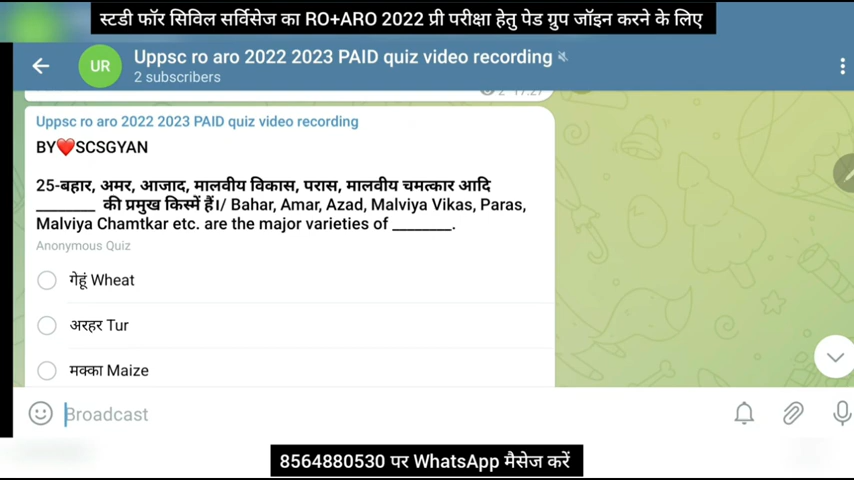 स्टडी फॉर सिविल सर्विसेज का RO+ARO 2022 प्री परीक्षा हेतु पेड ग्रुप जॉइन करने के लिए
UR
Uppsc ro aro 2022 2023 PAID quiz video recording
2 subscribers
Uppsc ro aro 2022 2023 PAID quiz video recording
BY❤️SCSGYAN
25-बहार, अमर, आजाद, मालवीय विकास, परास, मालवीय चमत्कार आदि
________ की प्रमुख किस्में हैं।/ Bahar, Amar, Azad, Malviya Vikas, Paras,
Malviya Chamtkar etc. are the major varieties of ________.
Anonymous Quiz
गेहूं Wheat
अरहर Tur
मक्का Maize
Broadcast
8564880530 पर WhatsApp मैसेज करें